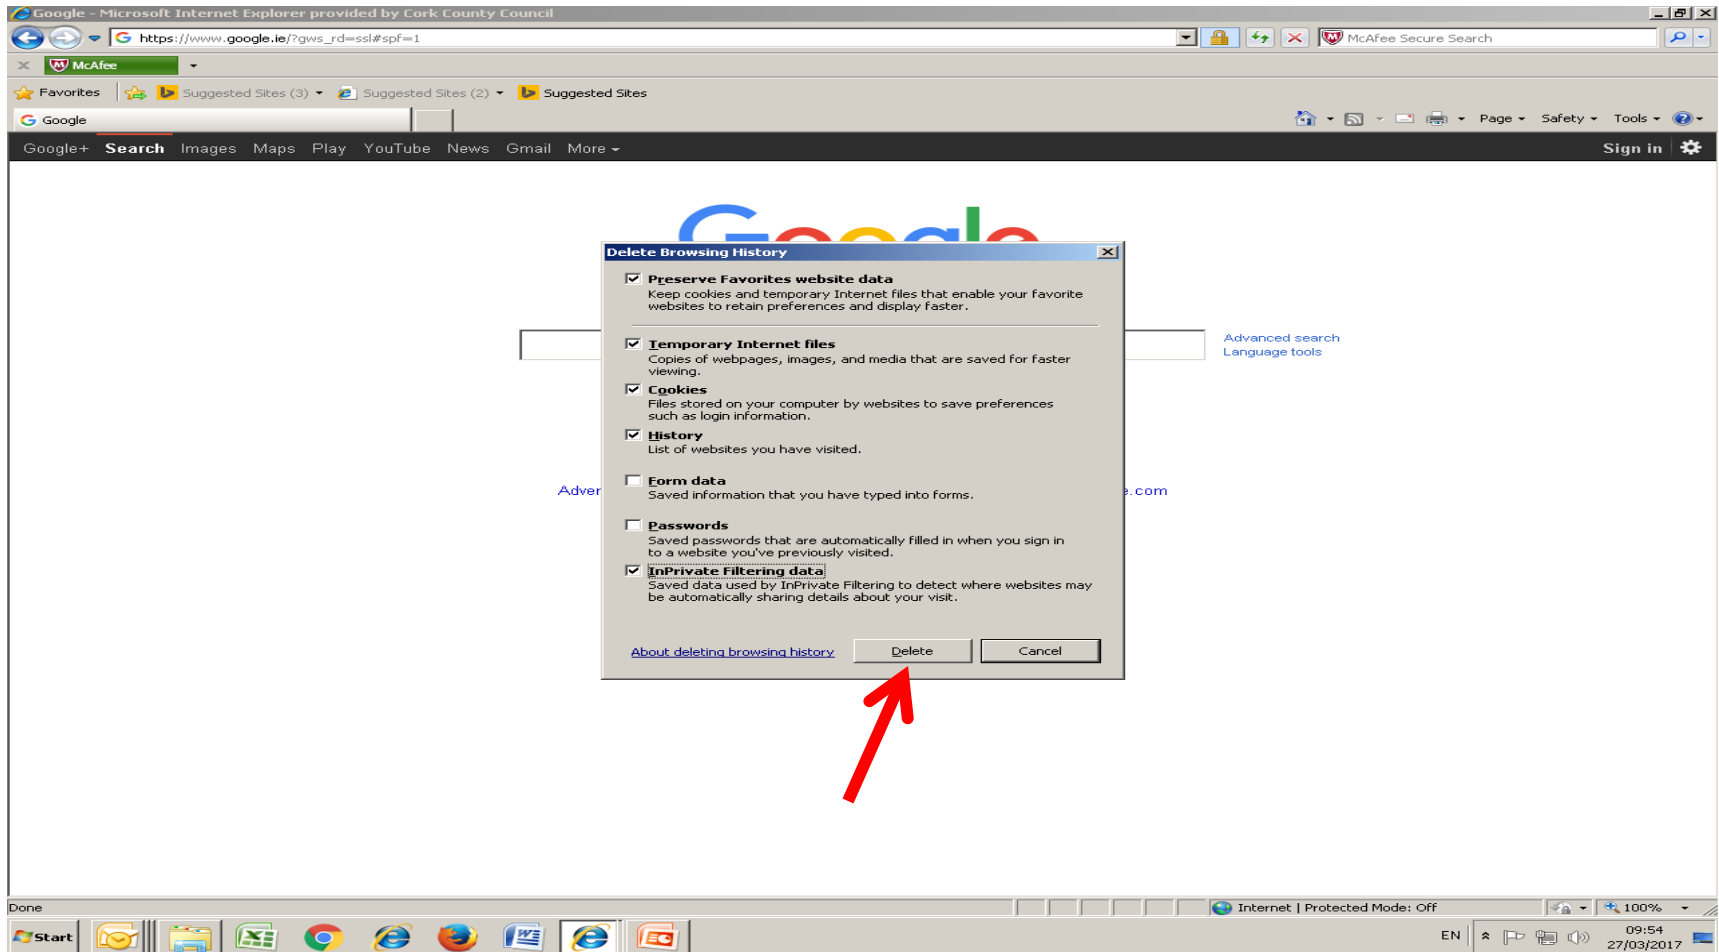 Google - Microsoft Internet Explorer provided by Cork County Council
https://www.google.ie/?gws_rd=ssl#spf=1
McAfee Secure Search
McAfee
Favorites Suggested Sites (3) Suggested Sites (2) Suggested Sites
Google
Page Safety Tools
Google+ Search Images Maps Play YouTube News Gmail More
Sign in
Google
Delete Browsing History
Preserve Favorites website data
Keep cookies and temporary Internet files that enable your favorite
websites to retain preferences and display faster.
Temporary Internet files
Copies of webpages, images, and media that are saved for faster
viewing.
Cookies
Files stored on your computer by websites to save preferences
such as login information.
History
List of websites you have visited.
Form data
Saved information that you have typed into forms.
Passwords
Saved passwords that are automatically filled in when you sign in
to a website you've previously visited.
InPrivate Filtering data
Saved data used by InPrivate Filtering to detect where websites may
be automatically sharing details about your visit.
About deleting browsing history Delete Cancel
Advanced search
Language tools
Adver
.com
Done
Internet | Protected Mode: Off
100%
Start
EN
09:54
27/03/2017